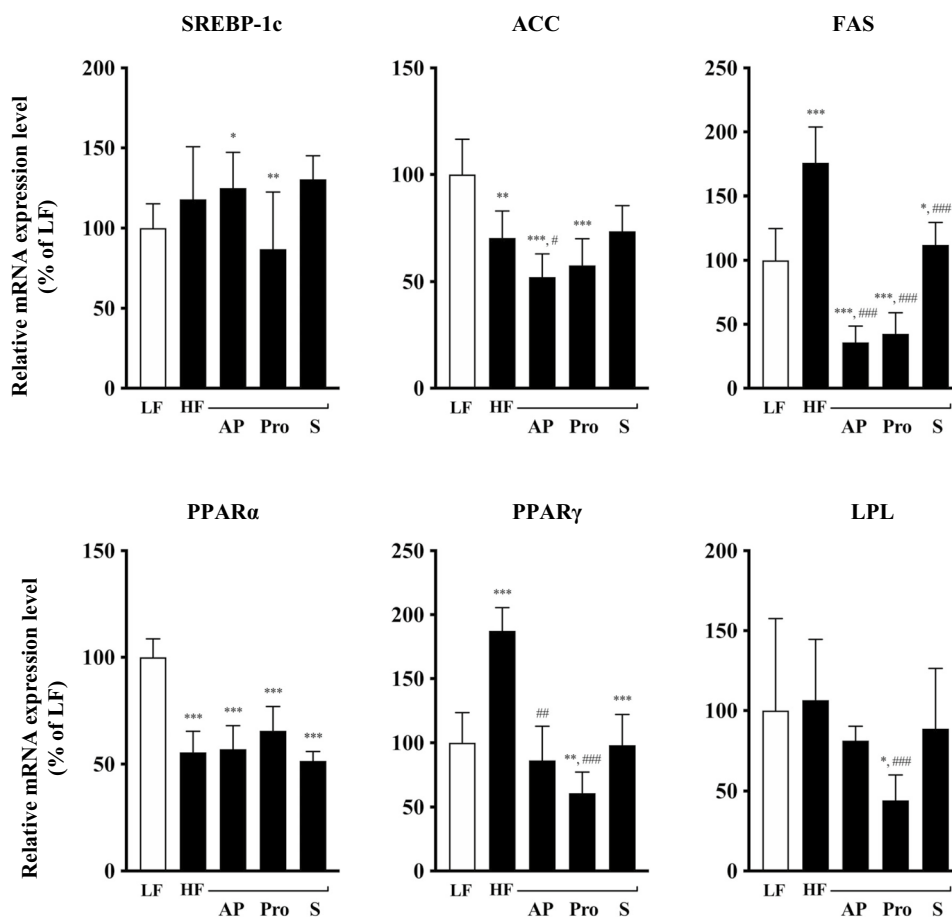 SREBP-1c
Relative mRNA expression level
(% of LF)
200
150
100
50
0
*
**
LF HF
AP Pro S
ACC
150
100
50
0
**
***, #
***
LF HF
AP Pro S
FAS
250
200
150
100
50
0
***
***, ###
***, ###
*, ###
LF HF
AP Pro S
PPARα
Relative mRNA expression level
(% of LF)
150
100
50
0
***
***
***
***
LF HF
AP Pro S
PPARγ
250
200
150
100
50
0
***
##
**, ###
***
LF HF
AP Pro S
LPL
200
150
100
50
0
*, ###
LF HF
AP Pro S